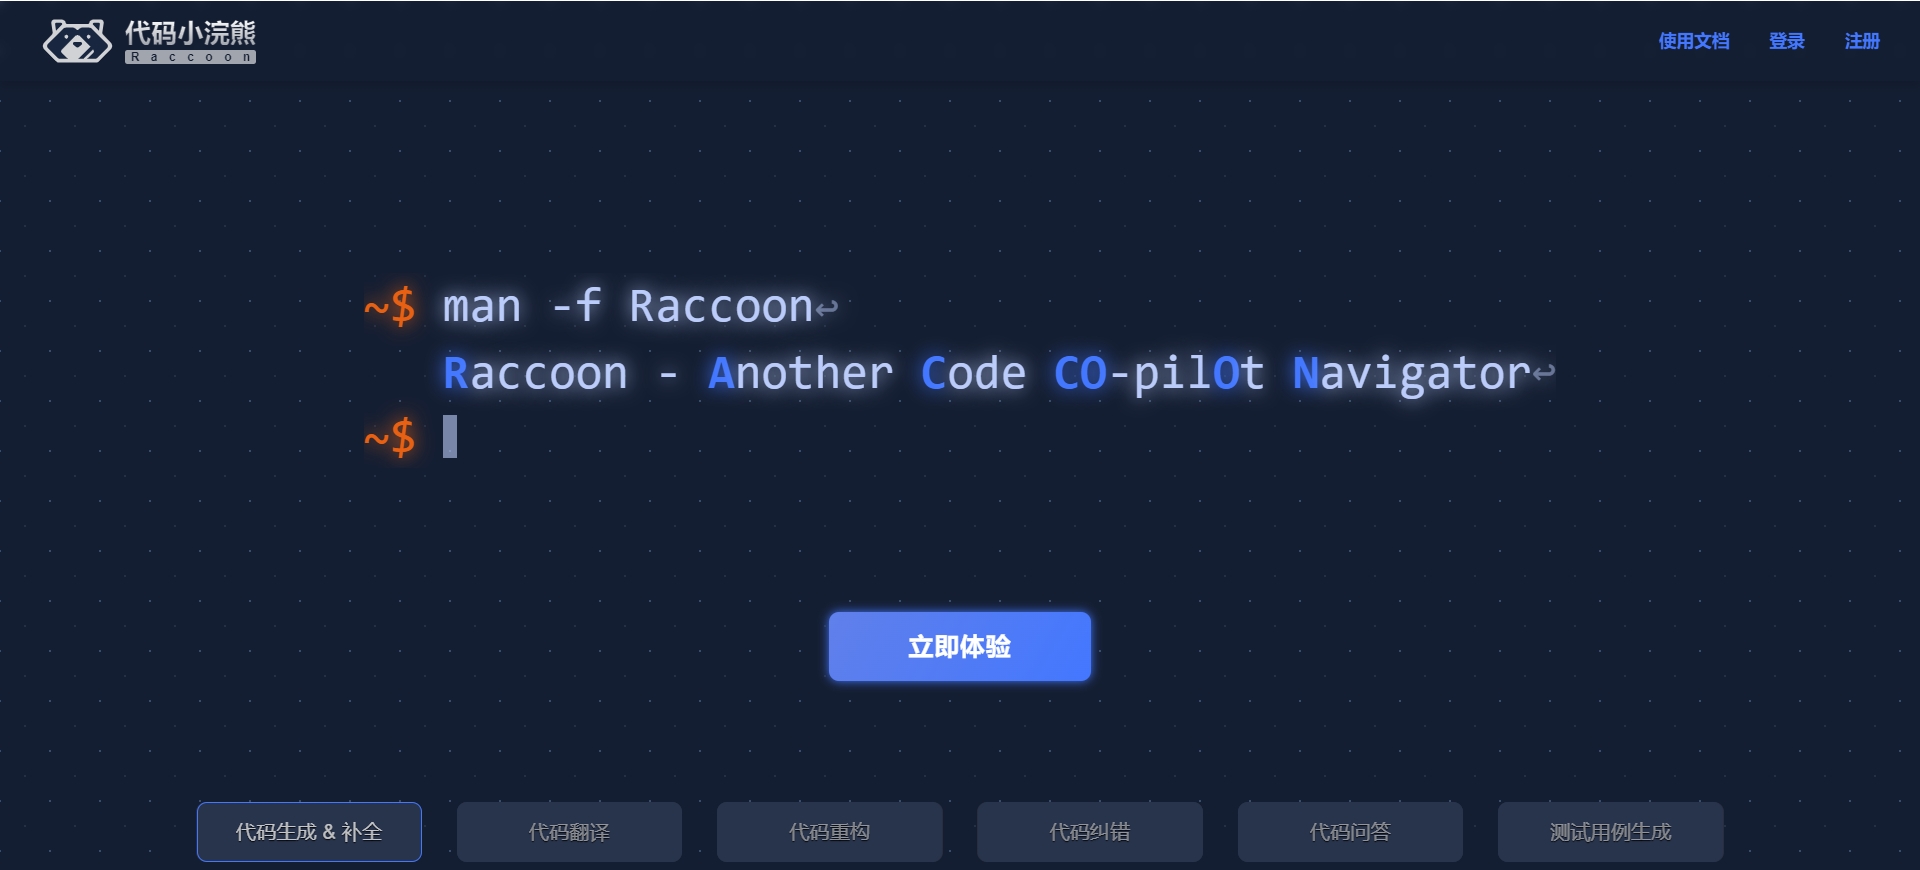 代码小浣熊
Raccoon
使用文档 登录 注册
~$ man -f Raccoon↩
Raccoon - Another Code CO-pilOt Navigator↩
~$
立即体验
代码生成 & 补全 代码翻译 代码重构 代码纠错 代码问答 测试用例生成